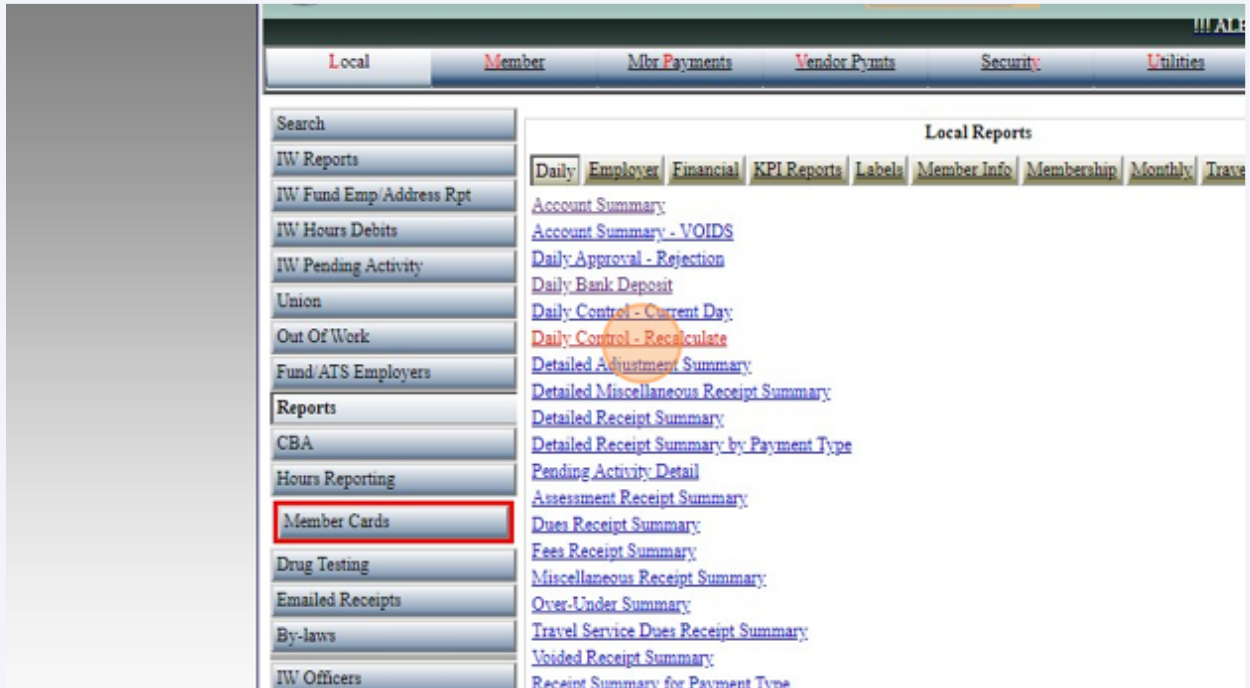 !!! ALE
Local Member Mbr Payments Vendor Pymts Security Utilities
Search
IW Reports
IW Fund Emp/Address Rpt
IW Hours Debits
IW Pending Activity
Union
Out Of Work
Fund/ATS Employers
Reports
CBA
Hours Reporting
Member Cards
Drug Testing
Emailed Receipts
By-laws
IW Officers
Local Reports
Daily Employer Financial KPI Reports Labels Member Info Membership Monthly Trave
Account Summary
Account Summary - VOIDS
Daily Approval - Rejection
Daily Bank Deposit
Daily Control - Current Day
Daily Control - Recalculate
Detailed Adjustment Summary
Detailed Miscellaneous Receipt Summary
Detailed Receipt Summary
Detailed Receipt Summary by Payment Type
Pending Activity Detail
Assessment Receipt Summary
Dues Receipt Summary
Fees Receipt Summary
Miscellaneous Receipt Summary
Over-Under Summary
Travel Service Dues Receipt Summary
Voided Receipt Summary
Receipt Summary for Payment Type